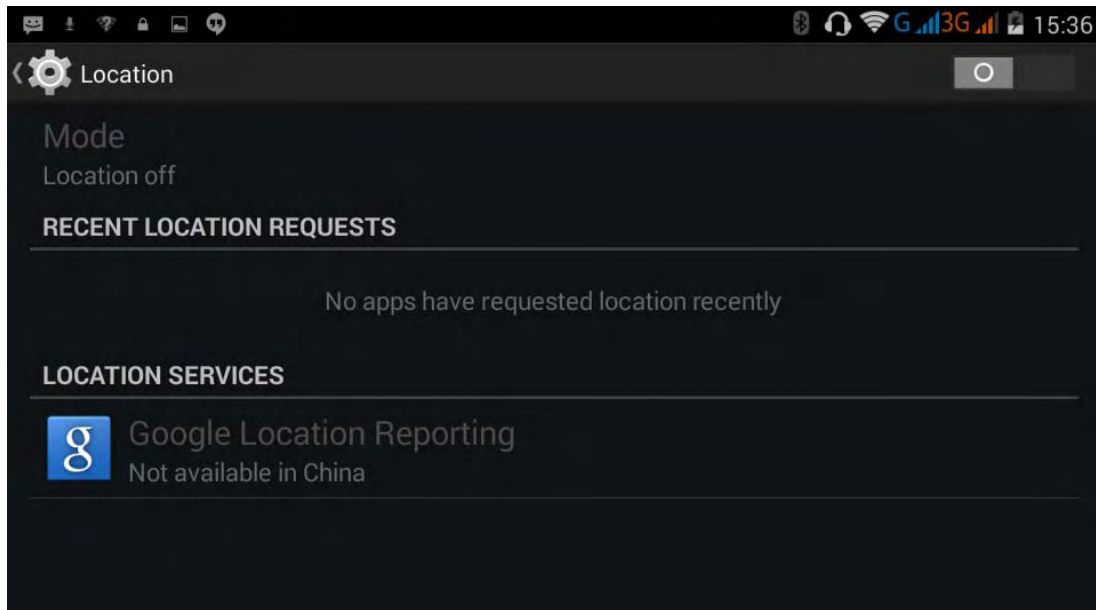 G 3G 15:36
Location
Mode
Location off
RECENT LOCATION REQUESTS
No apps have requested location recently
LOCATION SERVICES
g Google Location Reporting
Not available in China